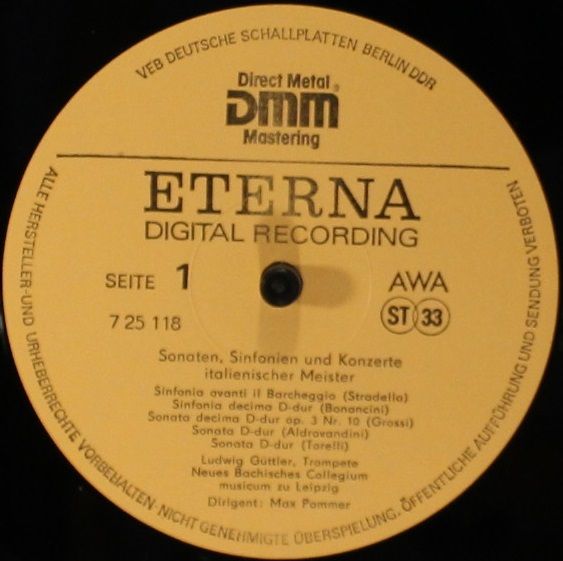 VEB DEUTSCHE SCHALLPLATTEN BERLIN DDR
Direct Metal
DMM®
Mastering
ETERNA
DIGITAL RECORDING
SEITE 1
AWA
7 25 118
ST 33
Sonaten, Sinfonien und Konzerte
italienischer Meister
Sinfonia avanti il Barcheggio (Stradella)
Sinfonia decima D-dur (Bonancini)
Sonata decima D-dur op. 3 Nr. 10 (Grossi)
Sonata D-dur (Aldrovandini)
Sonata D-dur (Torelli)
Ludwig Güttler, Trompete
Neues Bachisches Collegium
musicum zu Leipzig
Dirigent: Max Pommer
ALLE HERSTELLER-UND URHEBERRECHTE VORBEHALTEN·NICHT GENEHMIGTE ÜBERSPIELUNG, ÖFFENTLICHE AUFFÜHRUNG UND SENDUNG VERBOTEN